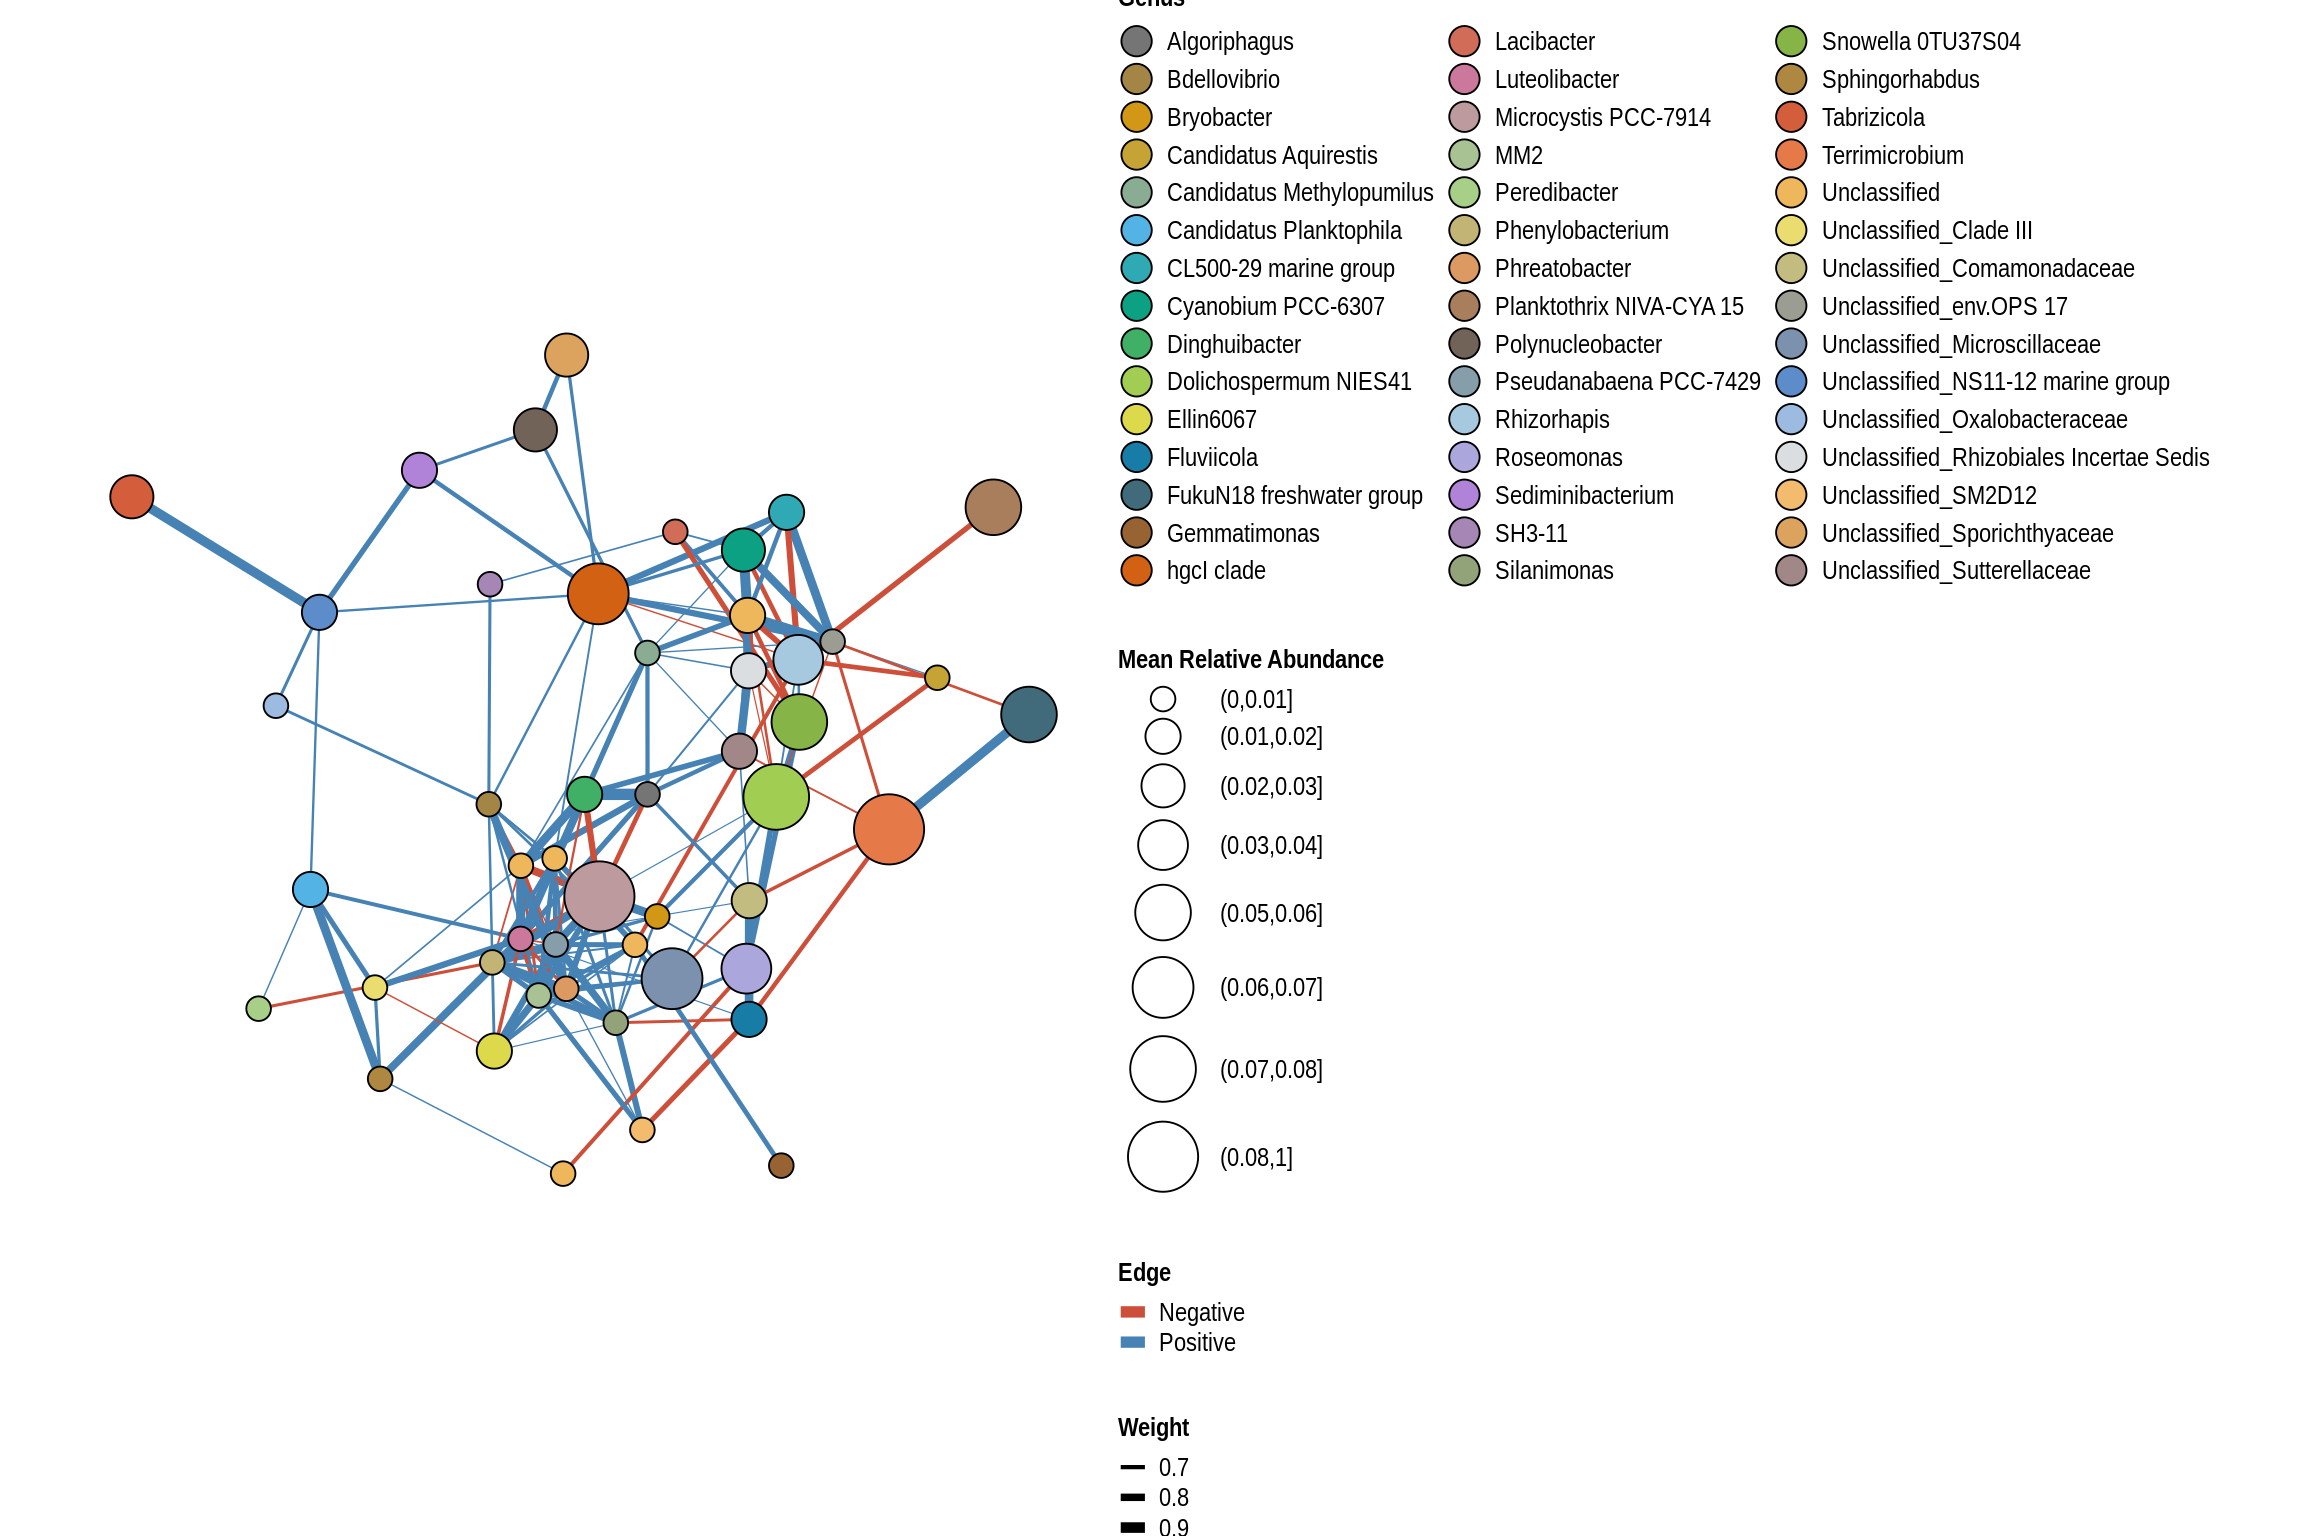 Genus
Algoriphagus
Bdellovibrio
Bryobacter
Candidatus Aquirestis
Candidatus Methylopumilus
Candidatus Planktophila
CL500-29 marine group
Cyanobium PCC-6307
Dinghuibacter
Dolichospermum NIES41
Ellin6067
Fluviicola
FukuN18 freshwater group
Gemmatimonas
hgcI clade
Lacibacter
Luteolibacter
Microcystis PCC-7914
MM2
Peredibacter
Phenylobacterium
Phreatobacter
Planktothrix NIVA-CYA 15
Polynucleobacter
Pseudanabaena PCC-7429
Rhizorhapis
Roseomonas
Sediminibacterium
SH3-11
Silanimonas
Snowella 0TU37S04
Sphingorhabdus
Tabrizicola
Terrimicrobium
Unclassified
Unclassified_Clade III
Unclassified_Comamonadaceae
Unclassified_env.OPS 17
Unclassified_Microscillaceae
Unclassified_NS11-12 marine group
Unclassified_Oxalobacteraceae
Unclassified_Rhizobiales Incertae Sedis
Unclassified_SM2D12
Unclassified_Sporichthyaceae
Unclassified_Sutterellaceae
Mean Relative Abundance
(0,0.01]
(0.01,0.02]
(0.02,0.03]
(0.03,0.04]
(0.05,0.06]
(0.06,0.07]
(0.07,0.08]
(0.08,1]
Edge
Negative
Positive
Weight
0.7
0.8
0.9